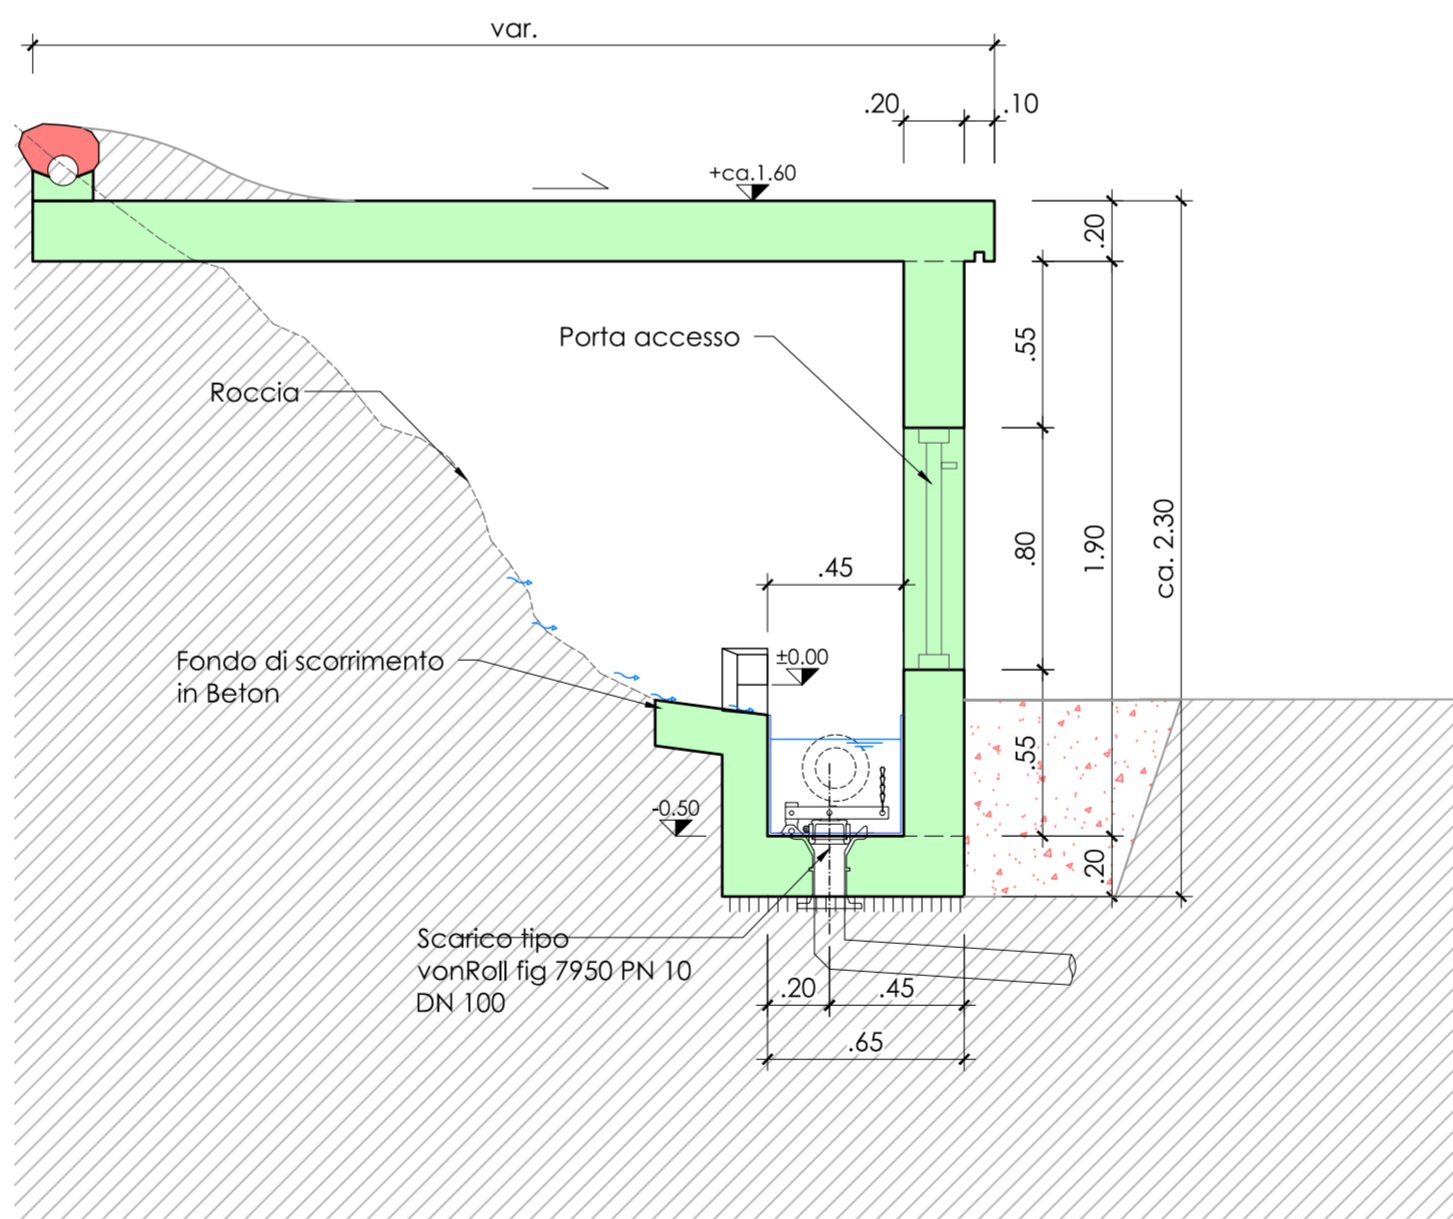 var.
.20
.10
+ca.1.60
.20
Porta accesso
.55
Roccia
.80
1.90
ca. 2.30
.45
±0.00
Fondo di scorrimento
in Beton
.55
-0.50
.20
Scarico tipo
vonRoll fig 7950 PN 10
DN 100
.20
.45
.65